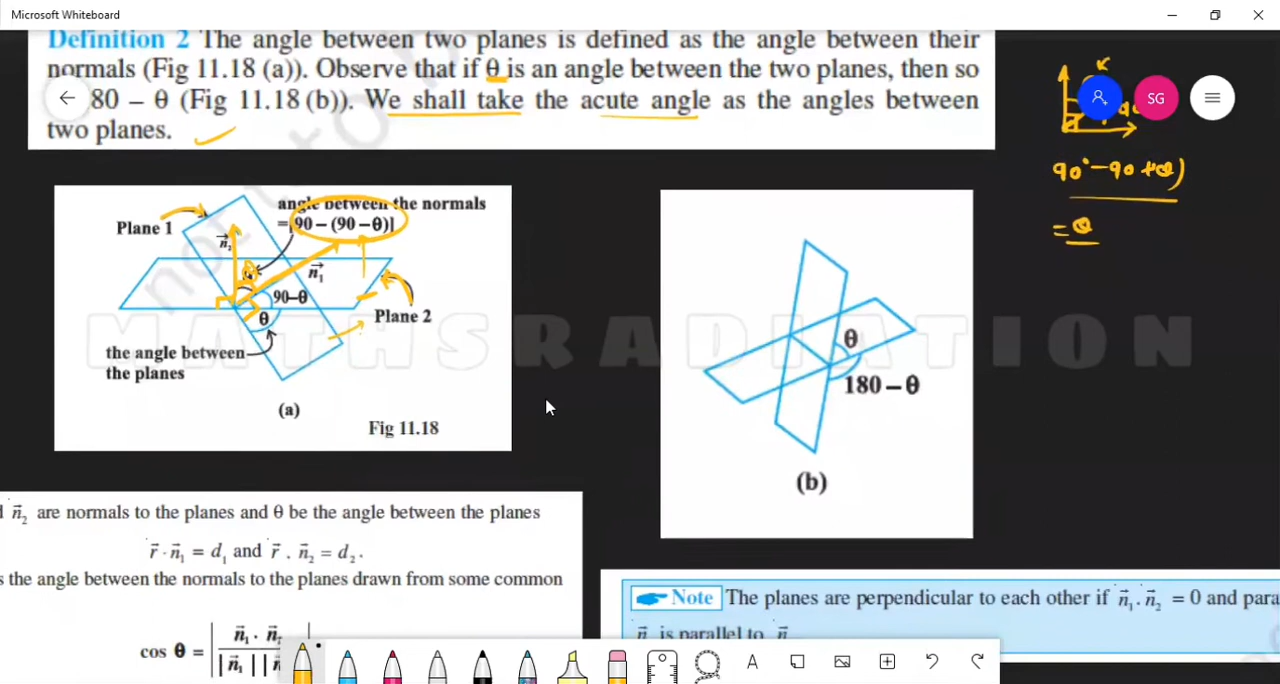 Microsoft Whiteboard
Definition 2 The angle between two planes is defined as the angle between their
normals (Fig 11.18 (a)). Observe that if θ is an angle between the two planes, then so
80 – θ (Fig 11.18 (b)). We shall take the acute angle as the angles between
two planes.
SG
90° – 90 + θ)
= θ
angle between the normals
= [90 – (90 – θ)]
Plane 1
n⃗₂
θ
n⃗₁
90–θ
θ
Plane 2
the angle between
the planes
(a)
Fig 11.18
θ
180 – θ
(b)
MATHSRADIATION
n⃗₂ are normals to the planes and θ be the angle between the planes
r⃗ · n⃗₁ = d₁ and r⃗ . n⃗₂ = d₂.
s the angle between the normals to the planes drawn from some common
cos θ = | n⃗₁ · n⃗₂ / |n⃗₁| |n⃗
Note The planes are perpendicular to each other if n⃗₁ . n⃗₂ = 0 and para
is parallel to n⃗
A